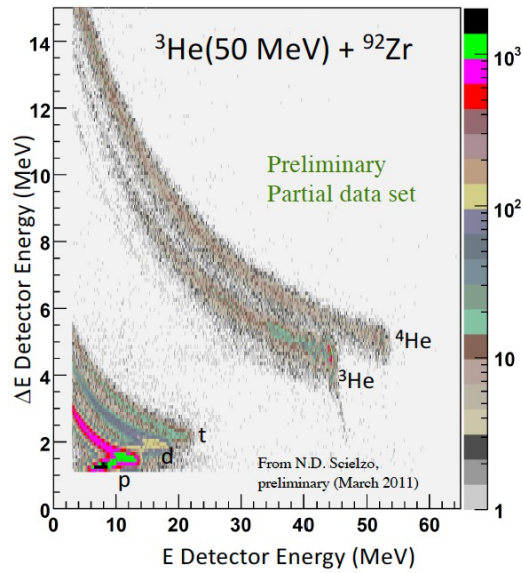 ³He(50 MeV) + ⁹²Zr
Preliminary
Partial data set
ΔE Detector Energy (MeV)
14
12
10
8
6
4
2
0
⁴He
³He
t
d
p
From N.D. Scielzo,
preliminary (March 2011)
0 10 20 30 40 50 60
E Detector Energy (MeV)
10³
10²
10
1